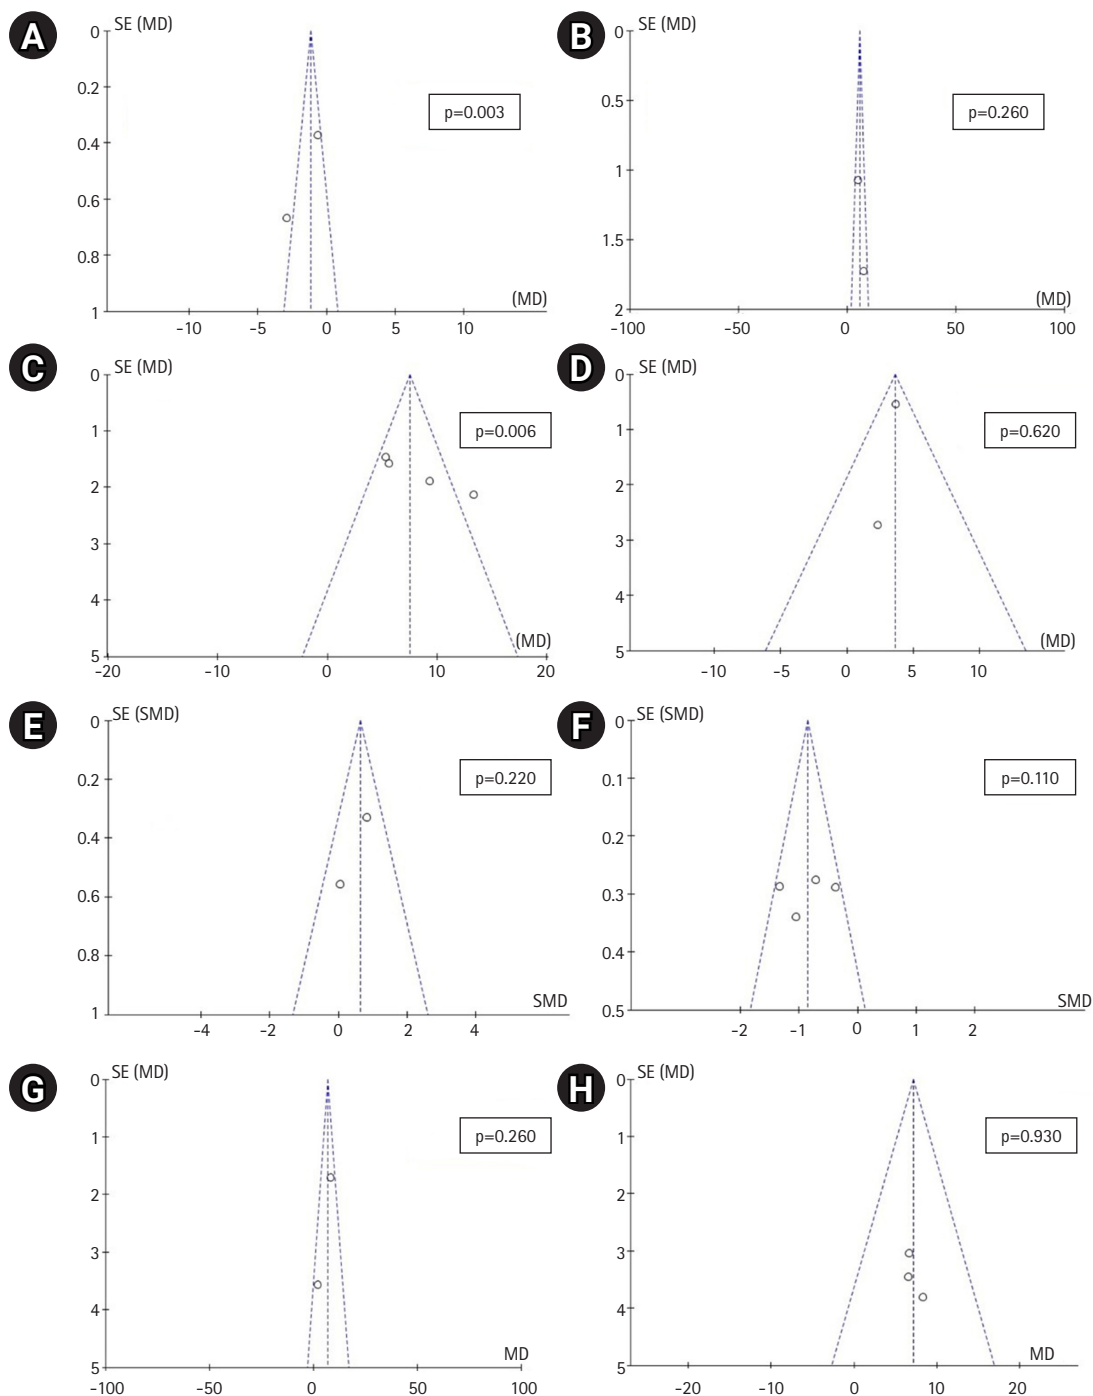 A
SE (MD)
0
0.2
0.4
0.6
0.8
1
p=0.003
(MD)
-10 -5 0 5 10
B
SE (MD)
0
0.5
1
1.5
2
p=0.260
(MD)
-100 -50 0 50 100
C
SE (MD)
0
1
2
3
4
5
p=0.006
(MD)
-20 -10 0 10 20
D
SE (MD)
0
1
2
3
4
5
p=0.620
(MD)
-10 -5 0 5 10
E
SE (SMD)
0
0.2
0.4
0.6
0.8
1
p=0.220
SMD
-4 -2 0 2 4
F
SE (SMD)
0
0.1
0.2
0.3
0.4
0.5
p=0.110
SMD
-2 -1 0 1 2
G
SE (MD)
0
1
2
3
4
5
p=0.260
MD
-100 -50 0 50 100
H
SE (MD)
0
1
2
3
4
5
p=0.930
MD
-20 -10 0 10 20